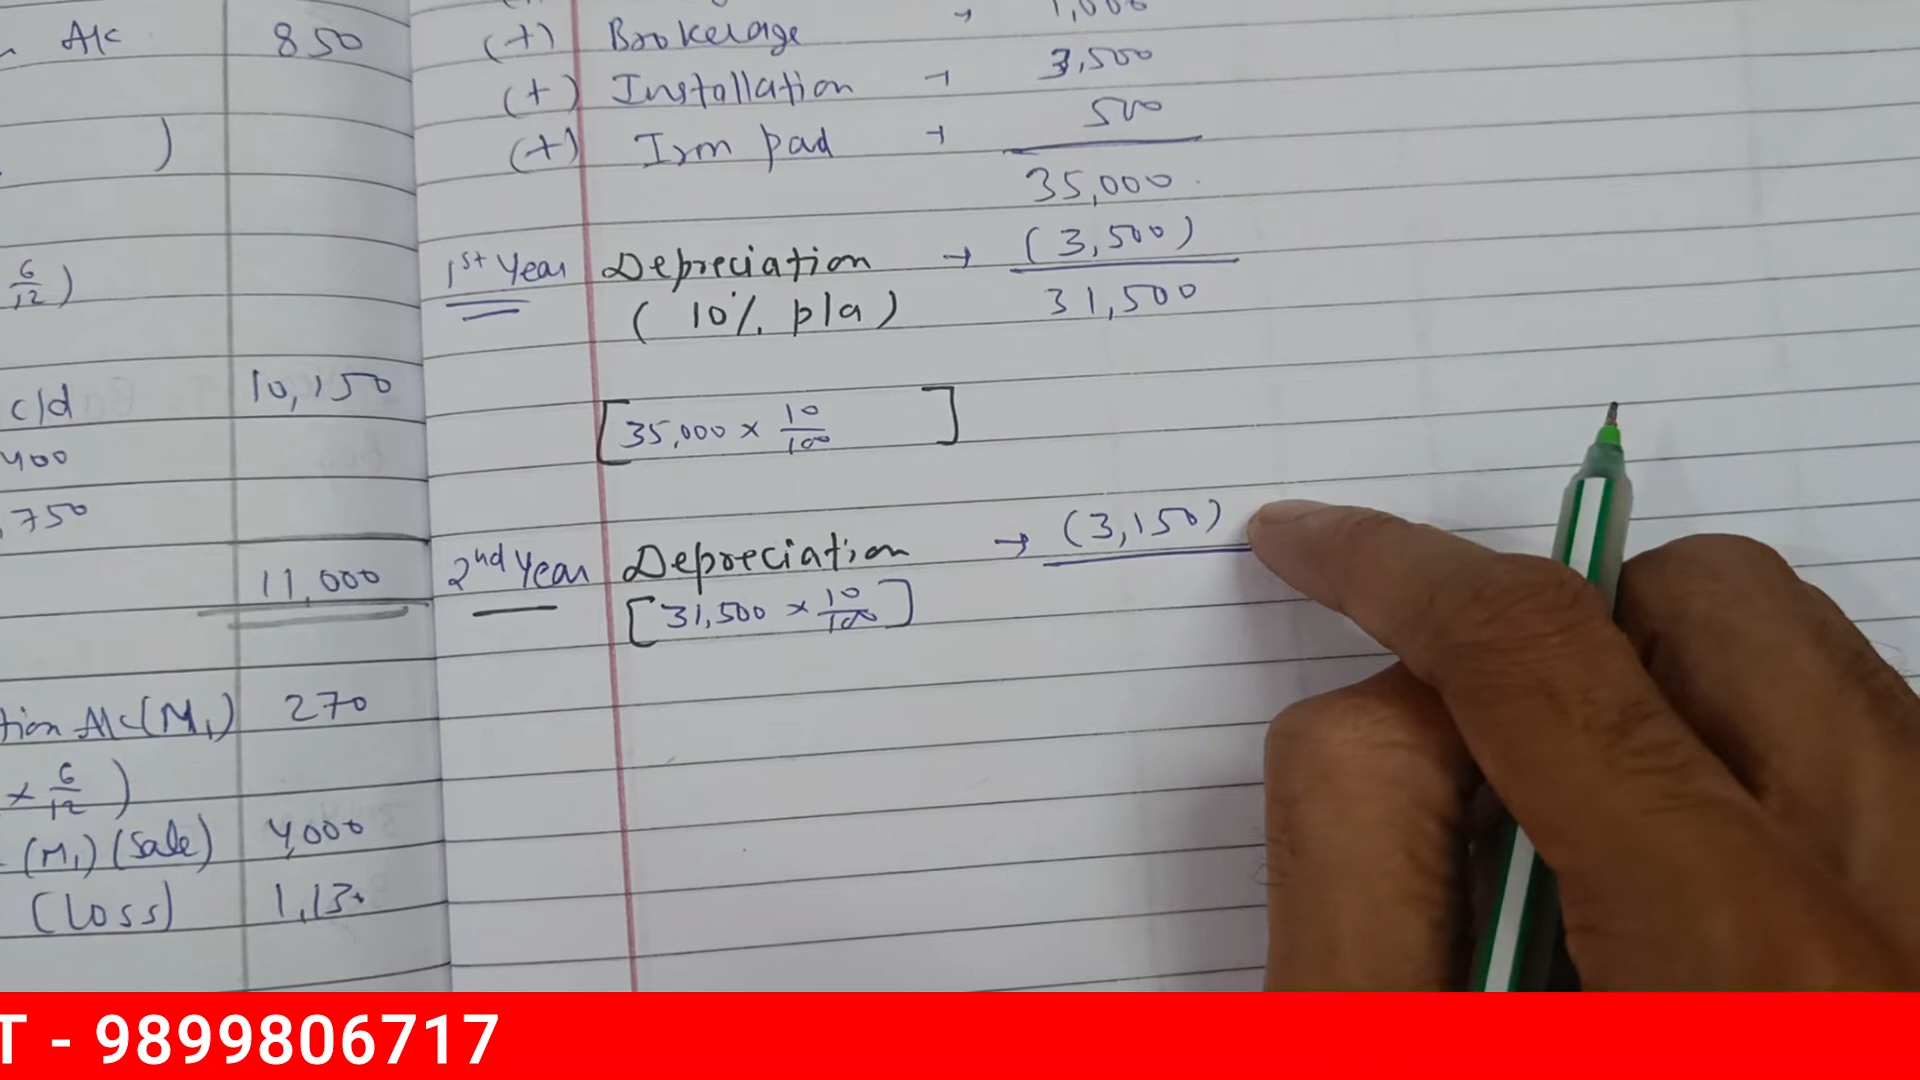 A/c 850
)
6/12)
c/d 10,150
400
,750
11,000
tion A/c (M1) 270
× 6/12 )
(M1) (Sale) 4,000
(Loss) 1,130
(+) Brokerage → 1,000
(+) Installation → 3,500
(+) Iron pad → 500
35,000
1st Year Depreciation → (3,500)
(10% p/a) 31,500
[35,000 × 10/100 ]
2nd Year Depreciation → (3,150)
[31,500 × 10/100]
T - 9899806717